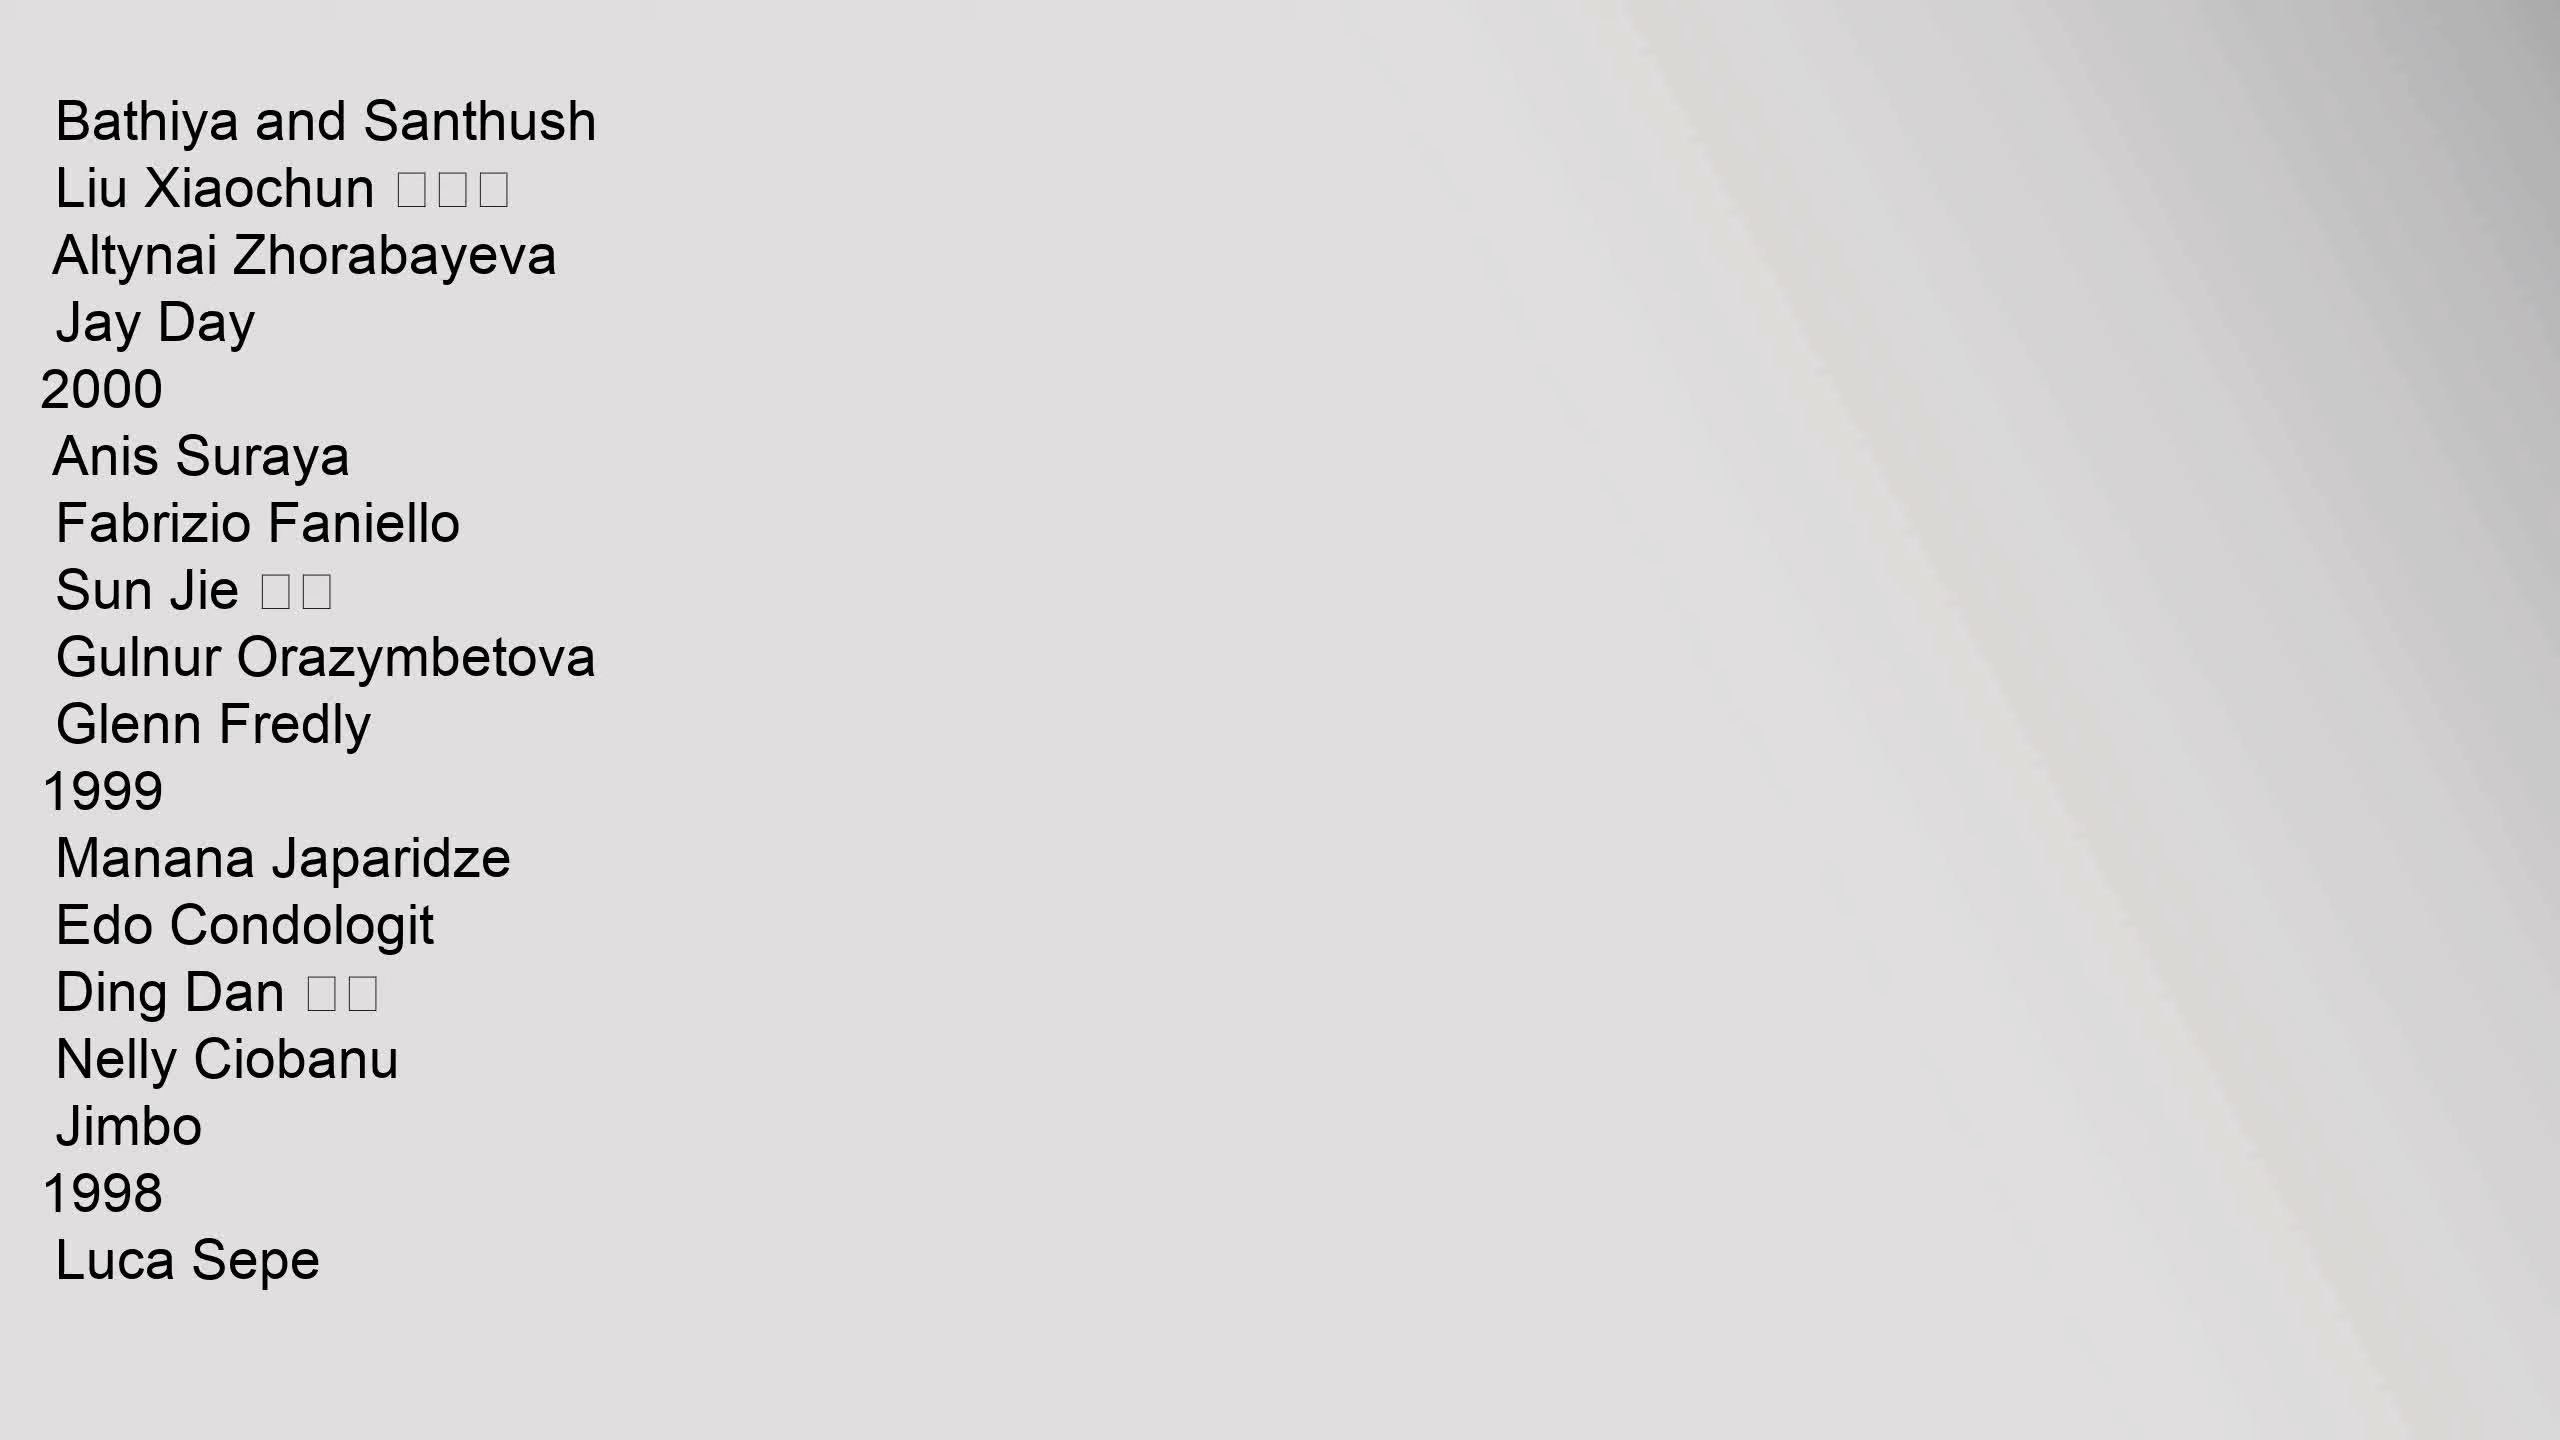 Bathiya and Santhush
Liu Xiaochun □□□
Altynai Zhorabayeva
Jay Day
2000
Anis Suraya
Fabrizio Faniello
Sun Jie □□
Gulnur Orazymbetova
Glenn Fredly
1999
Manana Japaridze
Edo Condologit
Ding Dan □□
Nelly Ciobanu
Jimbo
1998
Luca Sepe